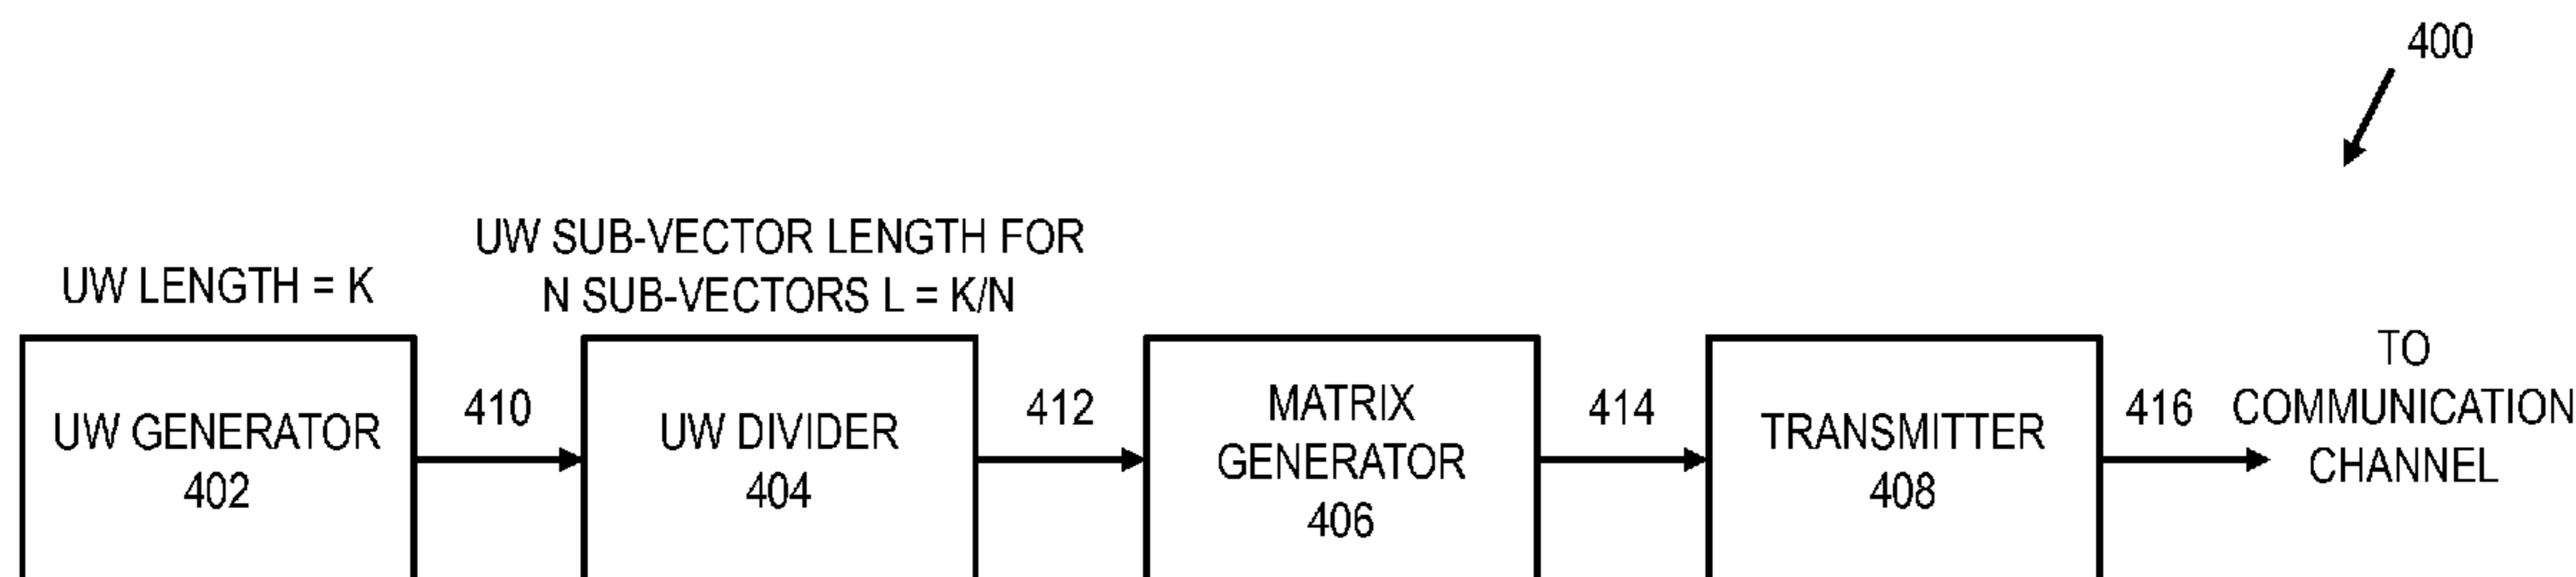 400
UW SUB-VECTOR LENGTH FOR
N SUB-VECTORS L = K/N
UW LENGTH = K
UW GENERATOR
402
410
UW DIVIDER
404
412
MATRIX
GENERATOR
406
414
TRANSMITTER
408
416
TO
COMMUNICATION
CHANNEL